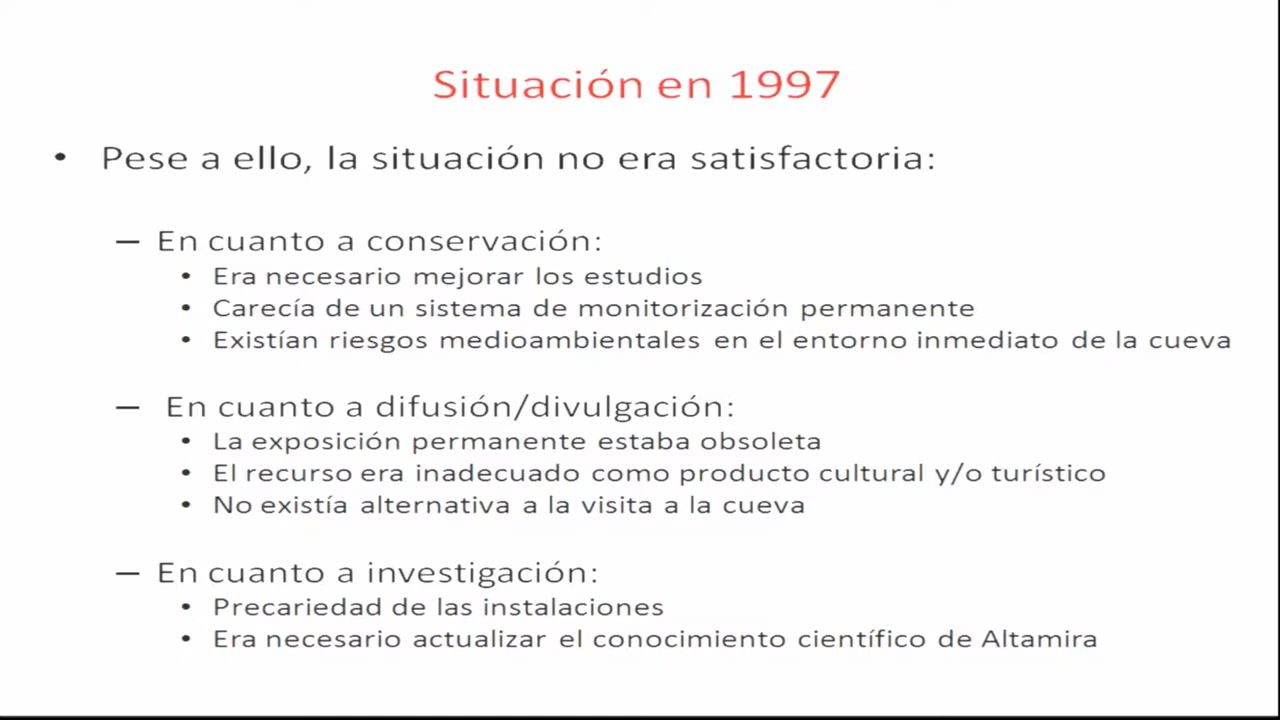 Situación en 1997
• Pese a ello, la situación no era satisfactoria:
– En cuanto a conservación:
• Era necesario mejorar los estudios
• Carecía de un sistema de monitorización permanente
• Existían riesgos medioambientales en el entorno inmediato de la cueva
– En cuanto a difusión/divulgación:
• La exposición permanente estaba obsoleta
• El recurso era inadecuado como producto cultural y/o turístico
• No existía alternativa a la visita a la cueva
– En cuanto a investigación:
• Precariedad de las instalaciones
• Era necesario actualizar el conocimiento científico de Altamira